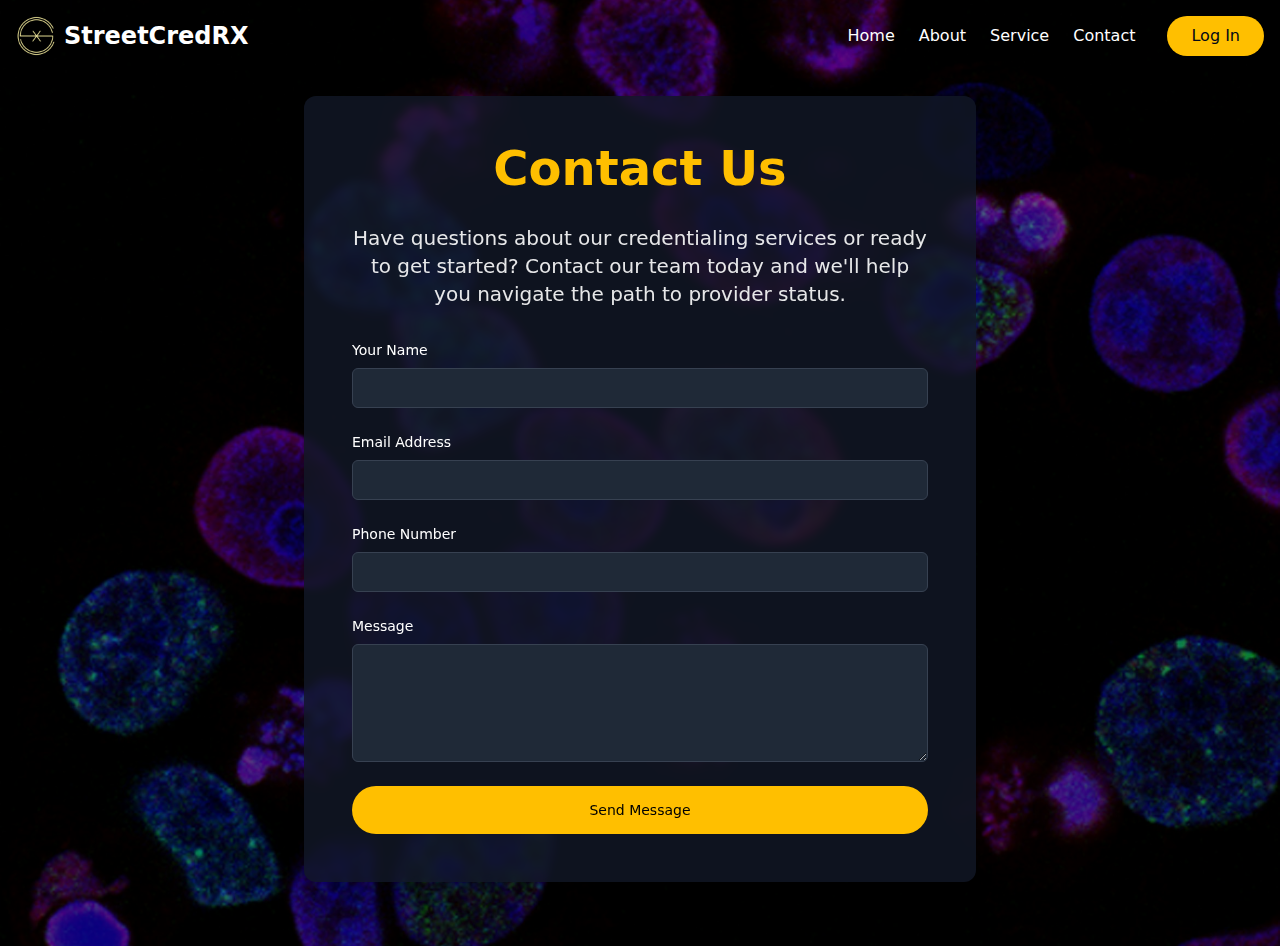 StreetCredRX
Home
About
Service
Contact
Log In
Contact Us
Have questions about our credentialing services or ready
to get started? Contact our team today and we'll help
you navigate the path to provider status.
Your Name
Email Address
Phone Number
Message
Send Message